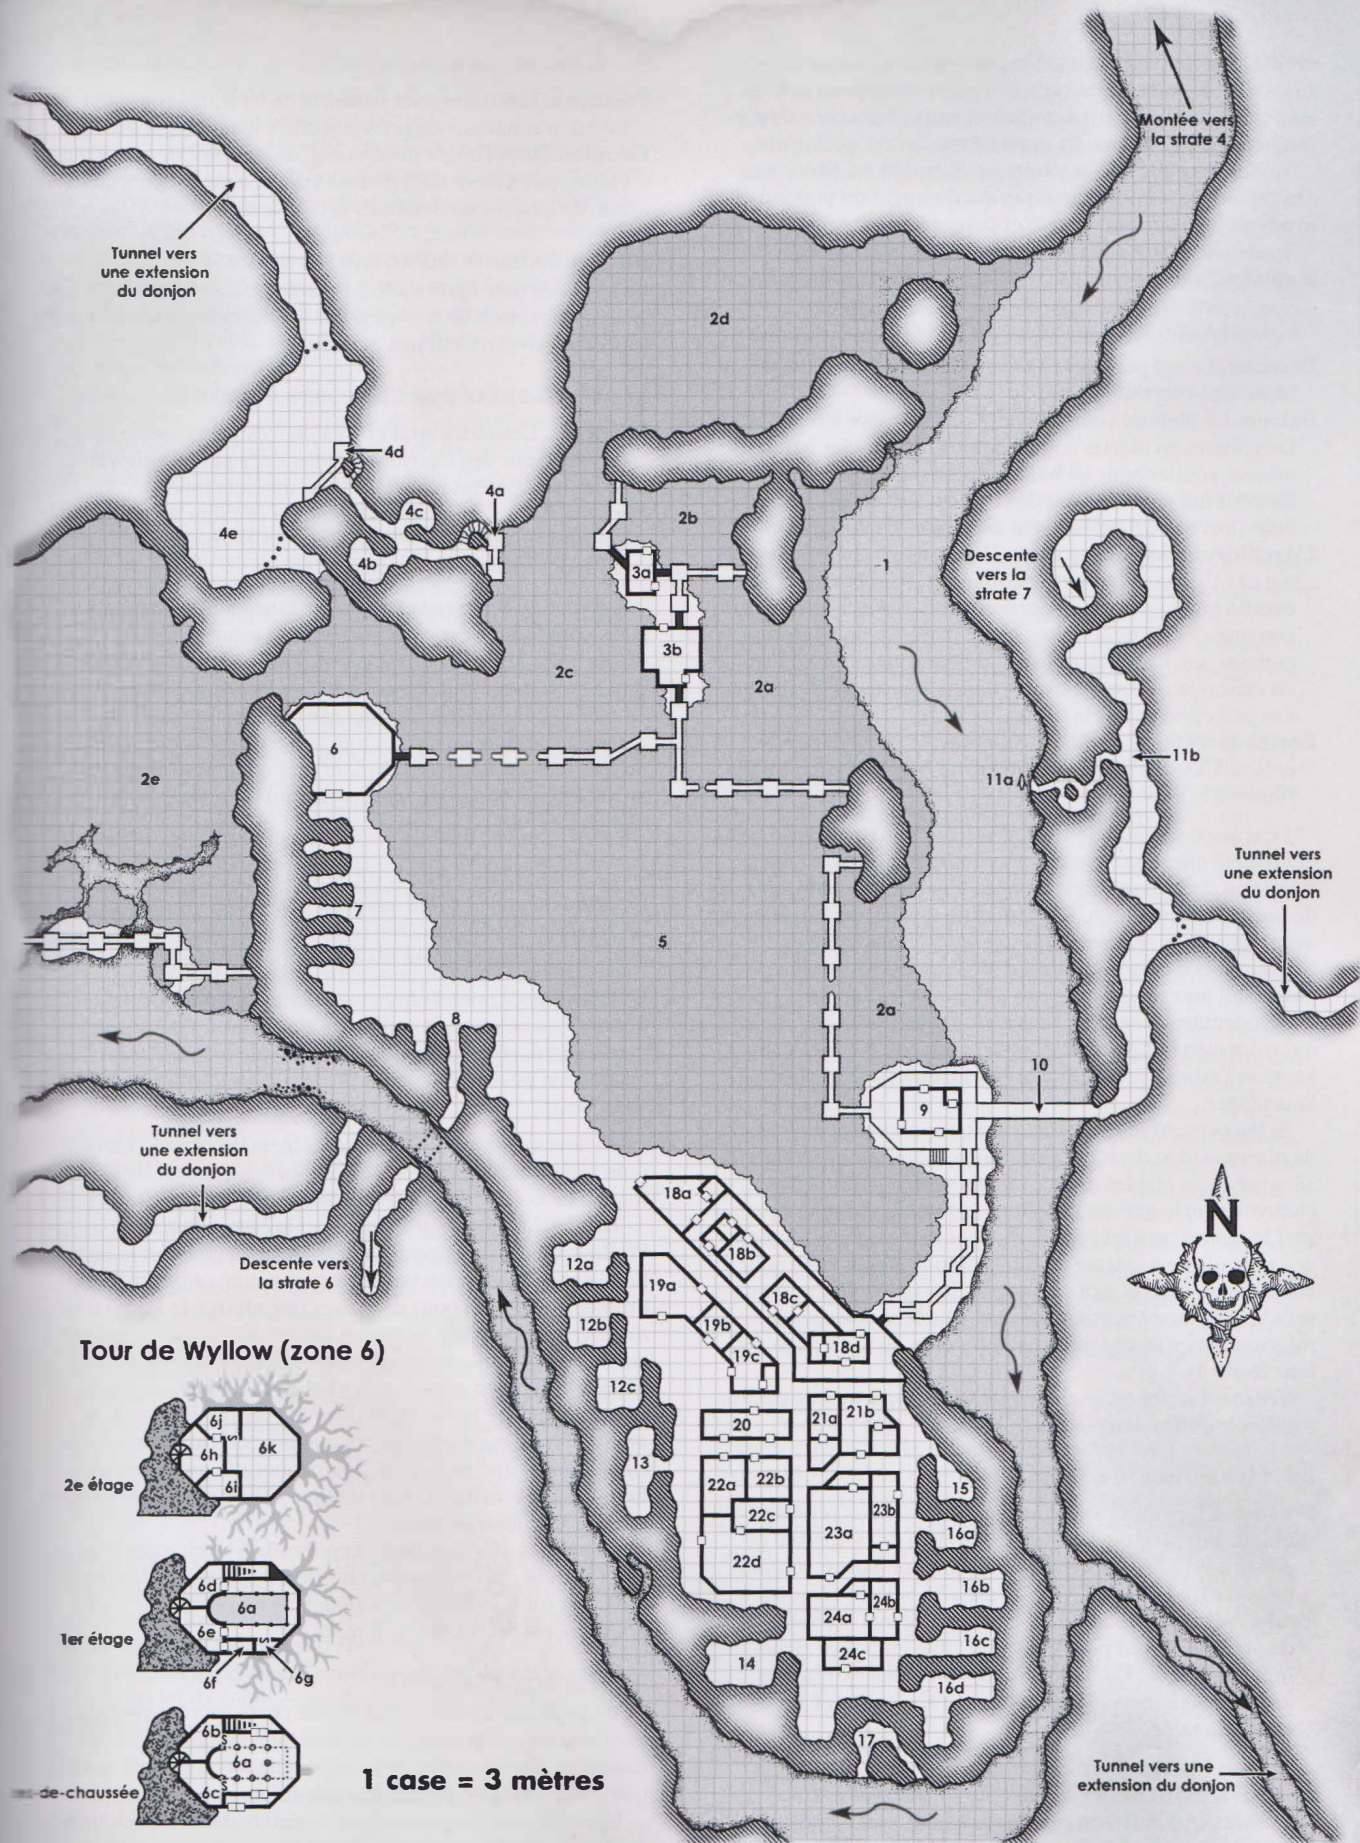 Montée vers
la strate 4
Tunnel vers
une extension
du donjon
2d
4d
4a
4c
2b
4e
4b
3a
1
Descente
vers la
strate 7
3b
2c
2a
6
11b
2e
11a
Tunnel vers
une extension
du donjon
7
5
2a
8
10
9
Tunnel vers
une extension
du donjon
18a
N
Descente vers
la strate 6
12a
18b
19a
18c
12b
19b
18d
19c
Tour de Wyllow (zone 6)
12c
20
21a
21b
6j
6k
6h
6i
2e étage
13
22a
22b
15
22c
23b
23a
16a
22d
6d
6a
16b
6e
24a
24b
1er étage
16c
24c
6f
6g
14
16d
6b
6a
17
6c
de-chaussée
1 case = 3 mètres
Tunnel vers une
extension du donjon